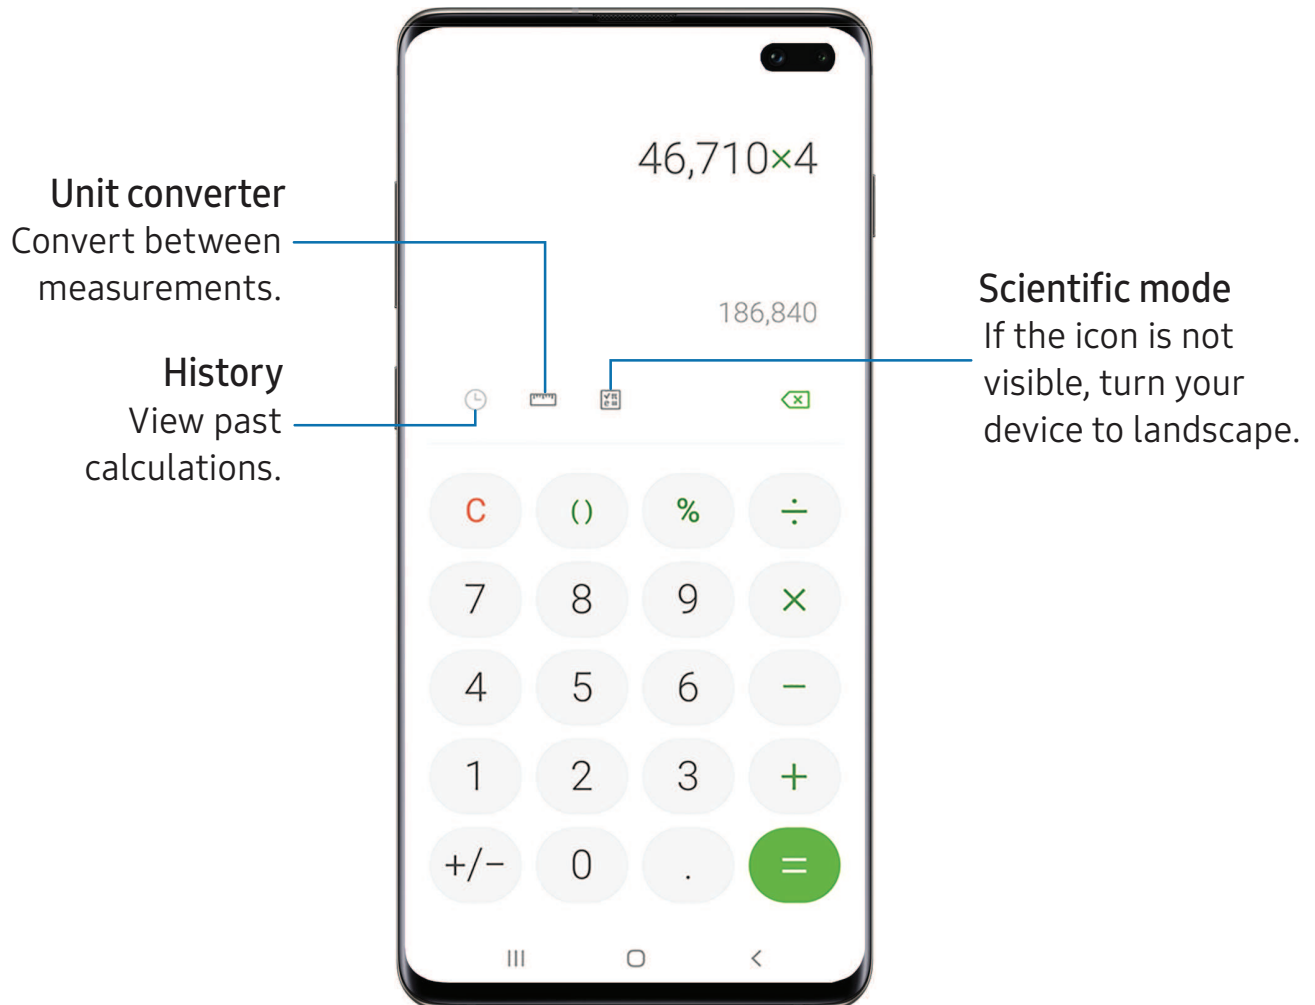 46,710×4
Unit converter
Convert between
measurements.
186,840
Scientific mode
If the icon is not
visible, turn your
device to landscape.
History
View past
calculations.
C () % ÷
7 8 9 ×
4 5 6 −
1 2 3 +
+/− 0 . =